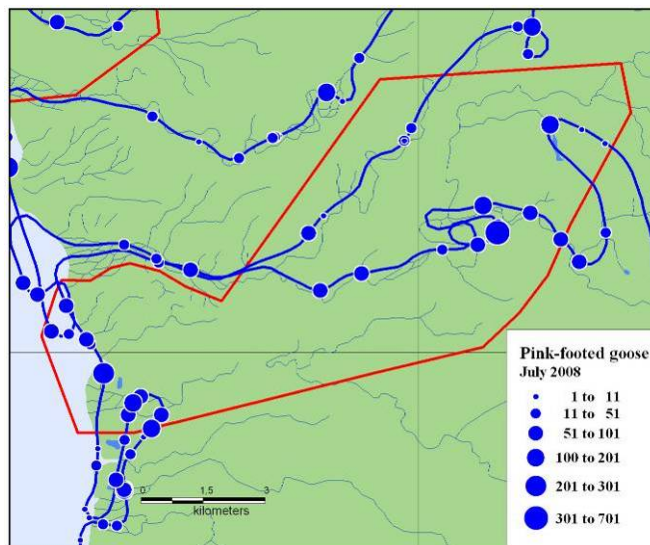 Pink-footed goose
July 2008
1 to 11
11 to 51
51 to 101
100 to 201
201 to 301
301 to 701
0 1.5 3
kilometers